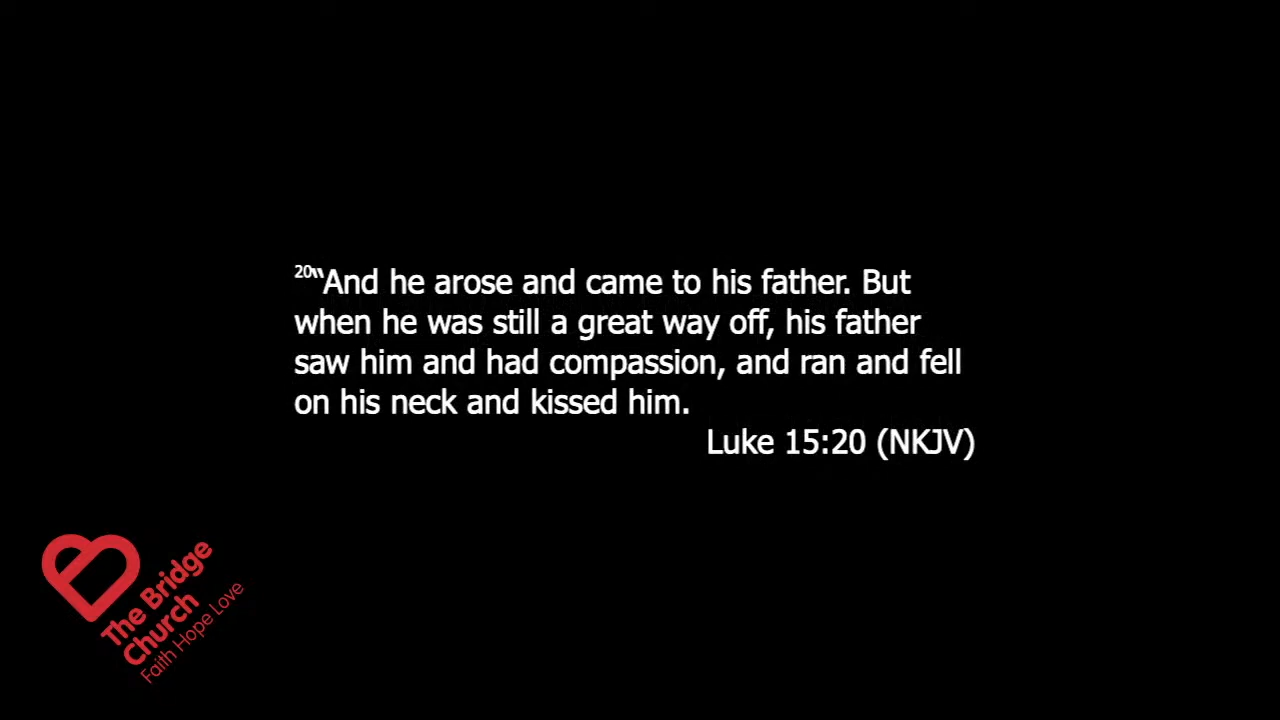 20“And he arose and came to his father. But
when he was still a great way off, his father
saw him and had compassion, and ran and fell
on his neck and kissed him.
Luke 15:20 (NKJV)
The Bridge
Church
Faith Hope Love